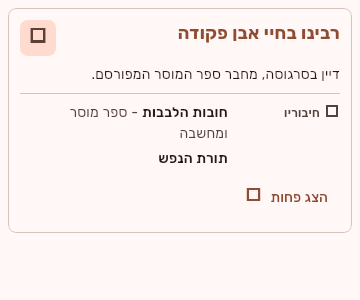 רבינו בחיי אבן פקודה
דיין בסרגוסה, מחבר ספר המוסר המפורסם.
חיבוריו
חובות הלבבות - ספר מוסר
ומחשבה
תורת הנפש
הצג פחות